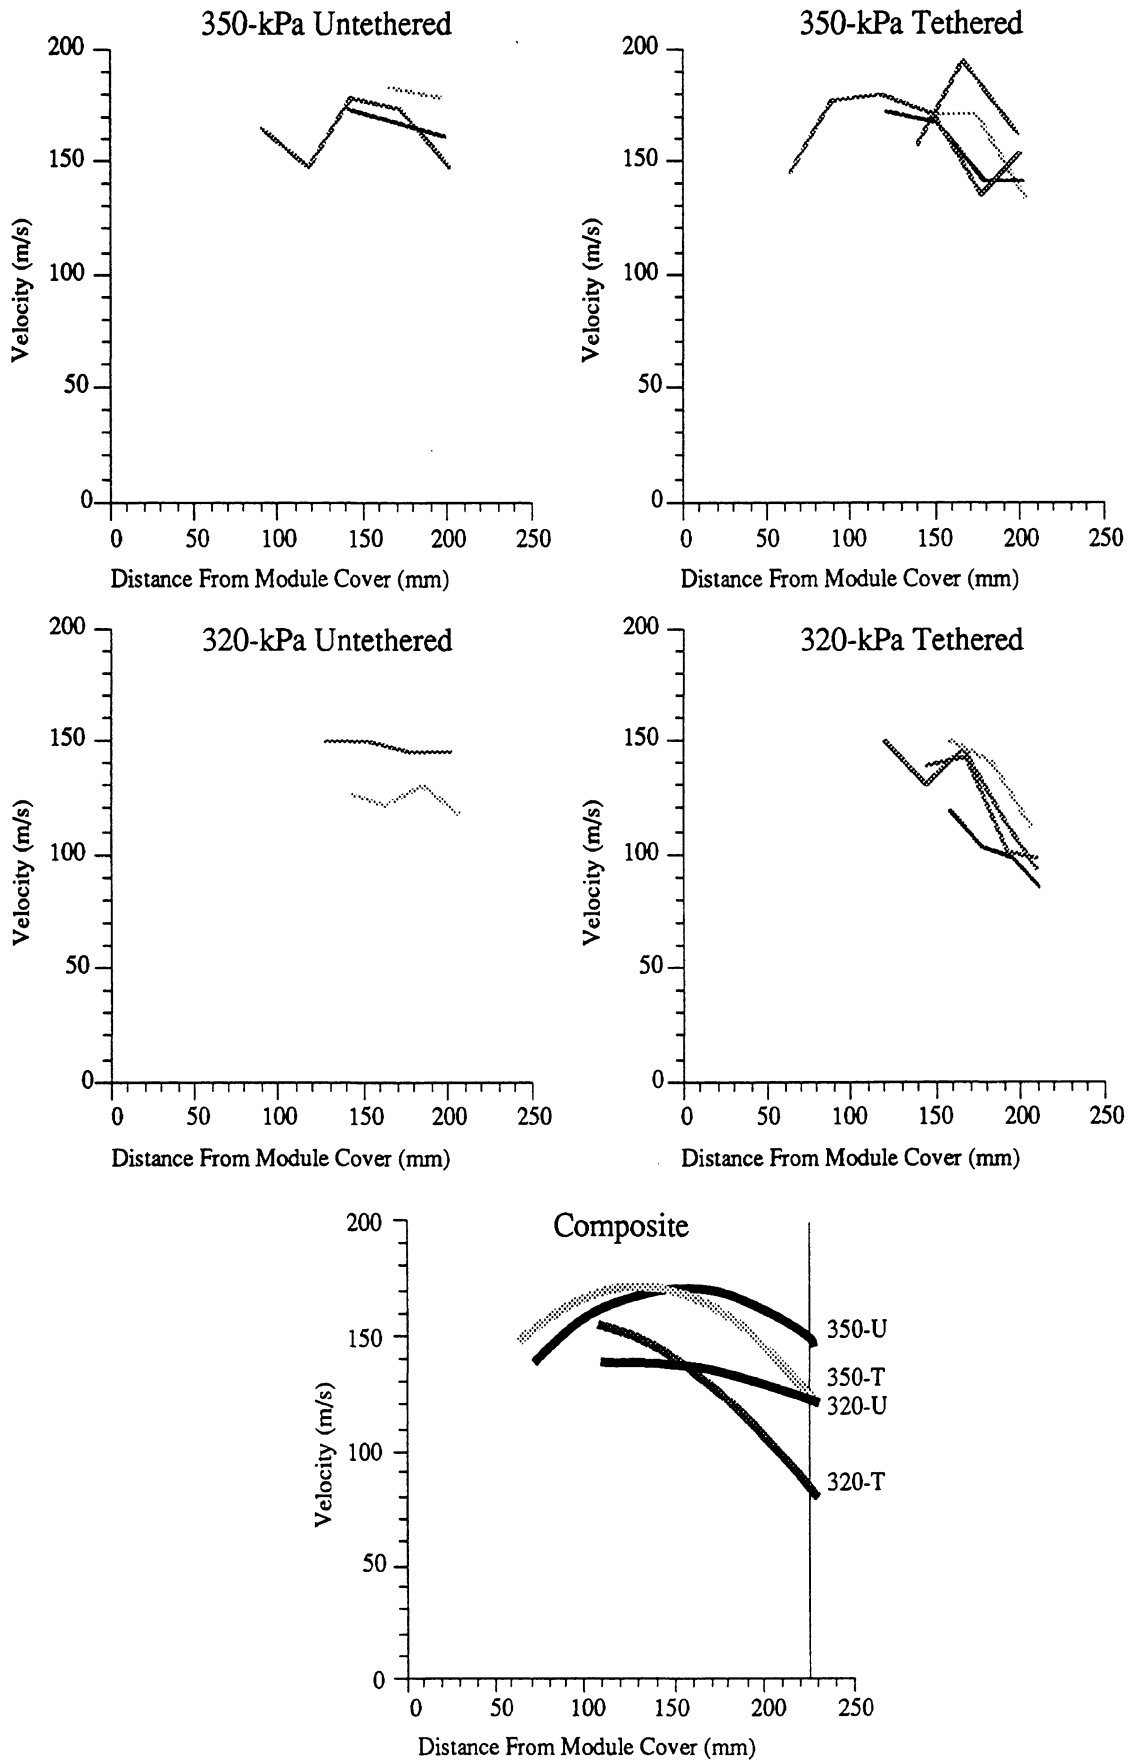 350-kPa Untethered
200
150
100
50
0
Velocity (m/s)
0 50 100 150 200 250
Distance From Module Cover (mm)
350-kPa Tethered
200
150
100
50
0
Velocity (m/s)
0 50 100 150 200 250
Distance From Module Cover (mm)
320-kPa Untethered
200
150
100
50
0
Velocity (m/s)
0 50 100 150 200 250
Distance From Module Cover (mm)
320-kPa Tethered
200
150
100
50
0
Velocity (m/s)
0 50 100 150 200 250
Distance From Module Cover (mm)
Composite
200
150
100
50
0
Velocity (m/s)
350-U
350-T
320-U
320-T
0 50 100 150 200 250
Distance From Module Cover (mm)